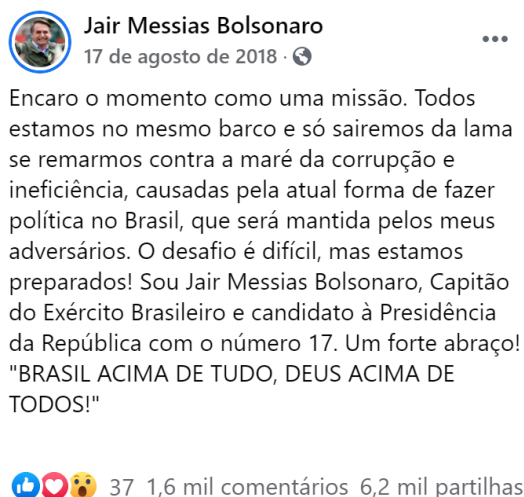 Jair Messias Bolsonaro
17 de agosto de 2018 ·
Encaro o momento como uma missão. Todos
estamos no mesmo barco e só sairemos da lama
se remarmos contra a maré da corrupção e
ineficiência, causadas pela atual forma de fazer
política no Brasil, que será mantida pelos meus
adversários. O desafio é difícil, mas estamos
preparados! Sou Jair Messias Bolsonaro, Capitão
do Exército Brasileiro e candidato à Presidência
da República com o número 17. Um forte abraço!
"BRASIL ACIMA DE TUDO, DEUS ACIMA DE
TODOS!"
37 1,6 mil comentários 6,2 mil partilhas